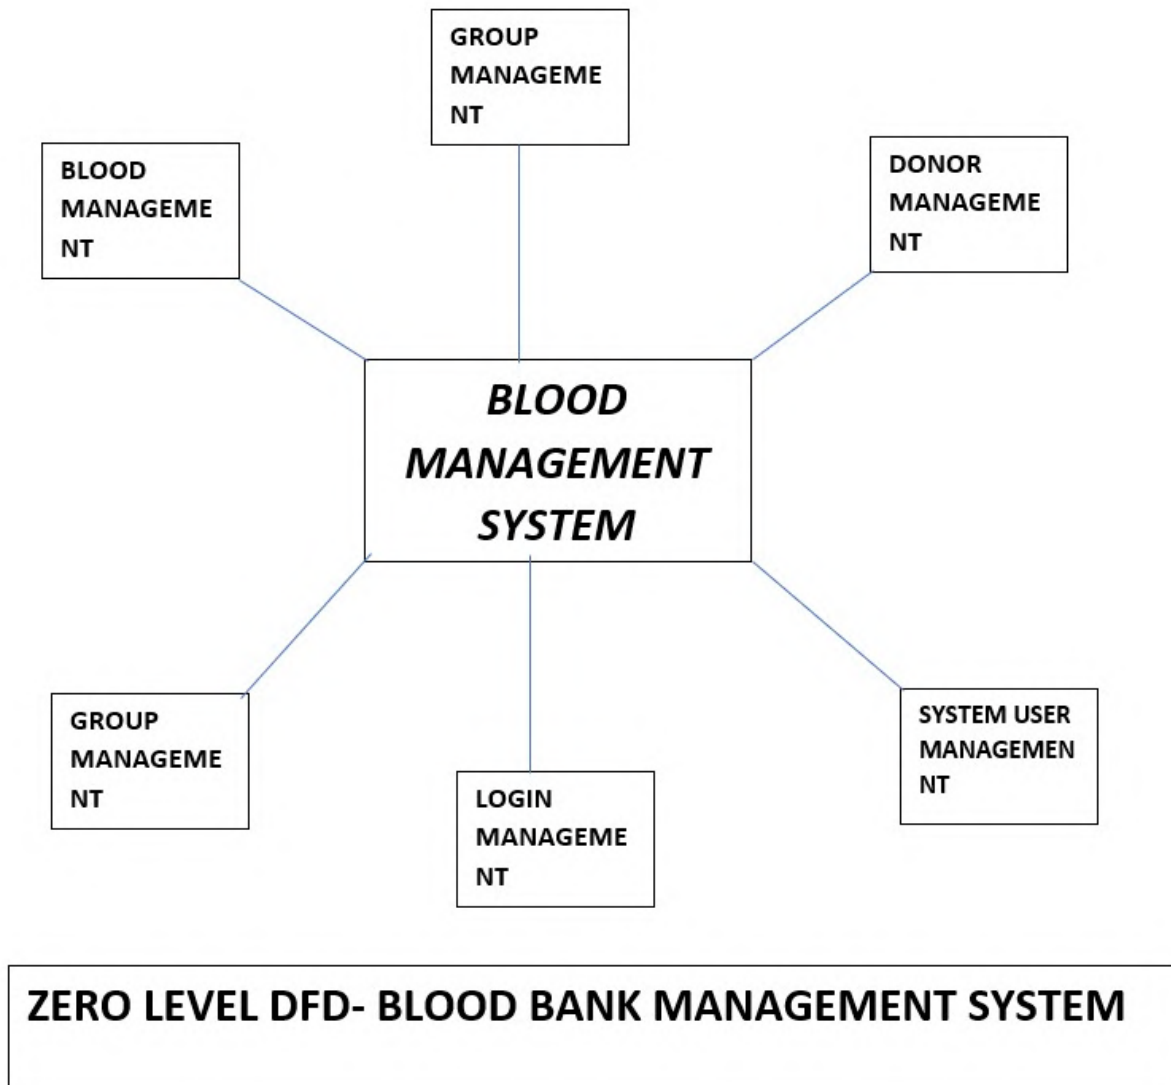 GROUP
MANAGEME
NT
BLOOD
MANAGEME
NT
DONOR
MANAGEME
NT
BLOOD
MANAGEMENT
SYSTEM
GROUP
MANAGEME
NT
LOGIN
MANAGEME
NT
SYSTEM USER
MANAGEMEN
NT
ZERO LEVEL DFD- BLOOD BANK MANAGEMENT SYSTEM